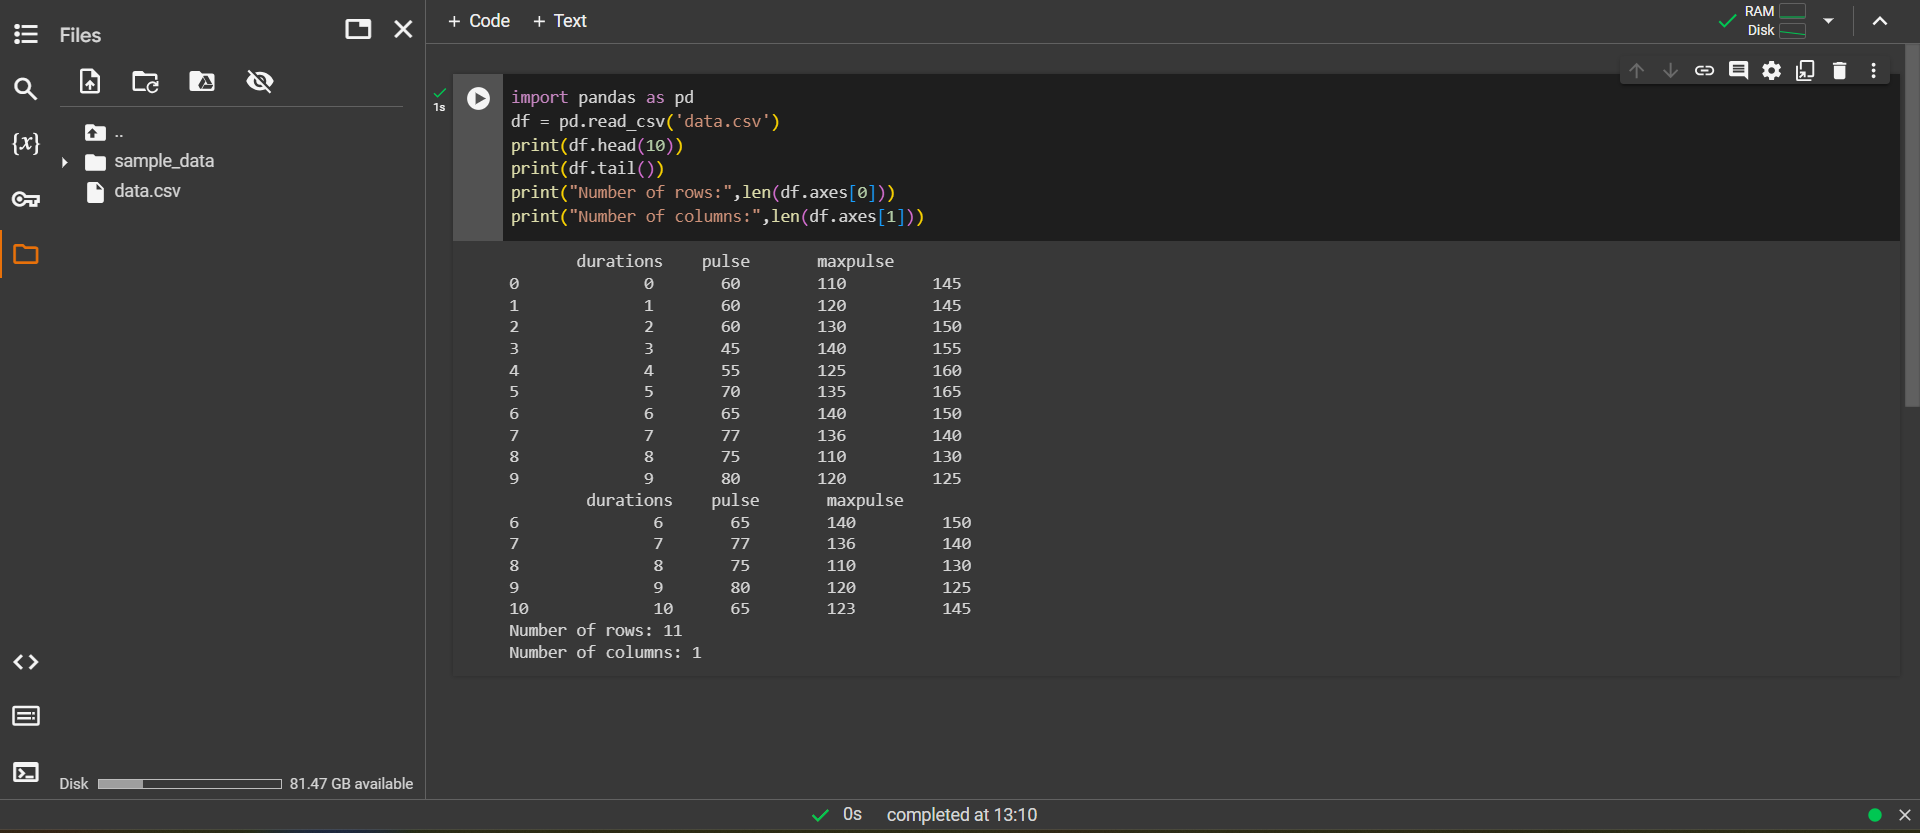 Files
+ Code + Text
RAM
Disk
..
sample_data
data.csv
{x}
1s
import pandas as pd
df = pd.read_csv('data.csv')
print(df.head(10))
print(df.tail())
print("Number of rows:",len(df.axes[0]))
print("Number of columns:",len(df.axes[1]))
durations pulse maxpulse
0 0 60 110 145
1 1 60 120 145
2 2 60 130 150
3 3 45 140 155
4 4 55 125 160
5 5 70 135 165
6 6 65 140 150
7 7 77 136 140
8 8 75 110 130
9 9 80 120 125
durations pulse maxpulse
6 6 65 140 150
7 7 77 136 140
8 8 75 110 130
9 9 80 120 125
10 10 65 123 145
Number of rows: 11
Number of columns: 1
Disk 81.47 GB available
0s completed at 13:10